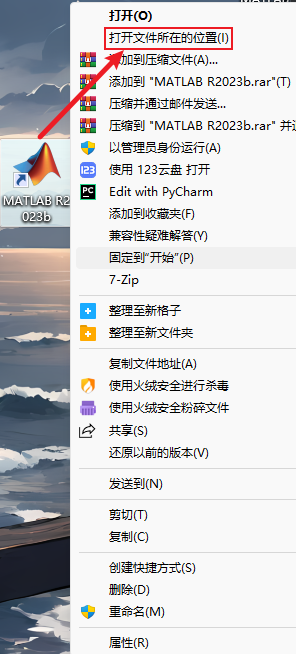 打开(O)
打开文件所在的位置(I)
加到压缩文件(A)...
添加到 "MATLAB R2023b.rar"(T)
压缩并通过邮件发送...
压缩到 "MATLAB R2023b.rar" 并
以管理员身份运行(A)
123
使用 123云盘 打开
PC
Edit with PyCharm
添加到收藏夹(F)
兼容性疑难解答(Y)
固定到"开始"(P)
7-Zip
整理至新格子
整理至新文件夹
复制文件地址(A)
使用火绒安全进行杀毒
使用火绒安全粉碎文件
共享(S)
还原以前的版本(V)
发送到(N)
剪切(T)
复制(C)
创建快捷方式(S)
删除(D)
重命名(M)
属性(R)
MATLAB R2
023b